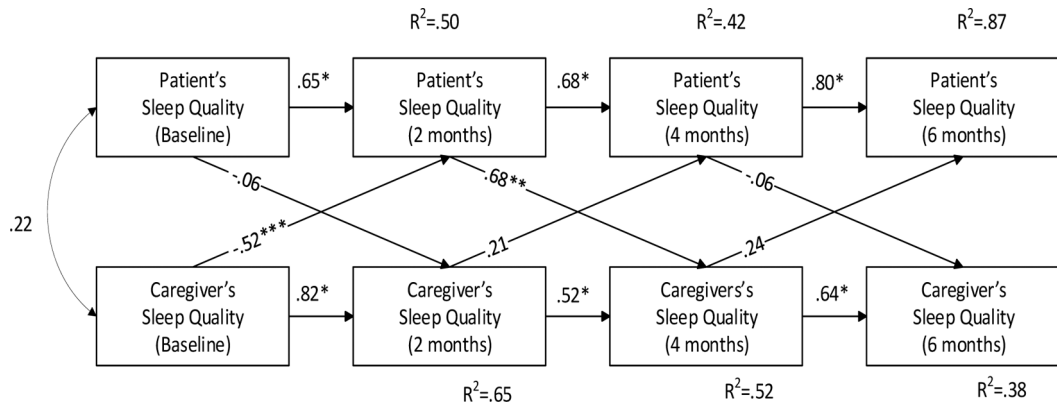 R²=.50
R²=.42
R²=.87
Patient’s
Sleep Quality
(Baseline)
.65*
Patient’s
Sleep Quality
(2 months)
.68*
Patient’s
Sleep Quality
(4 months)
.80*
Patient’s
Sleep Quality
(6 months)
-.06
.68**
-.06
.22
-.52***
.21
.24
Caregiver’s
Sleep Quality
(Baseline)
.82*
Caregiver’s
Sleep Quality
(2 months)
.52*
Caregivers’s
Sleep Quality
(4 months)
.64*
Caregiver’s
Sleep Quality
(6 months)
R²=.65
R²=.52
R²=.38